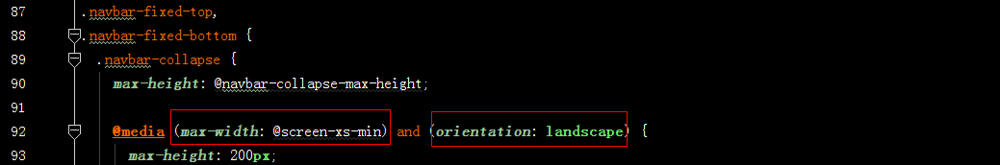 87 .navbar-fixed-top,
88 .navbar-fixed-bottom {
89 .navbar-collapse {
90 max-height: @navbar-collapse-max-height;
91
92 @media (max-width: @screen-xs-min) and (orientation: landscape) {
93 max-height: 200px;